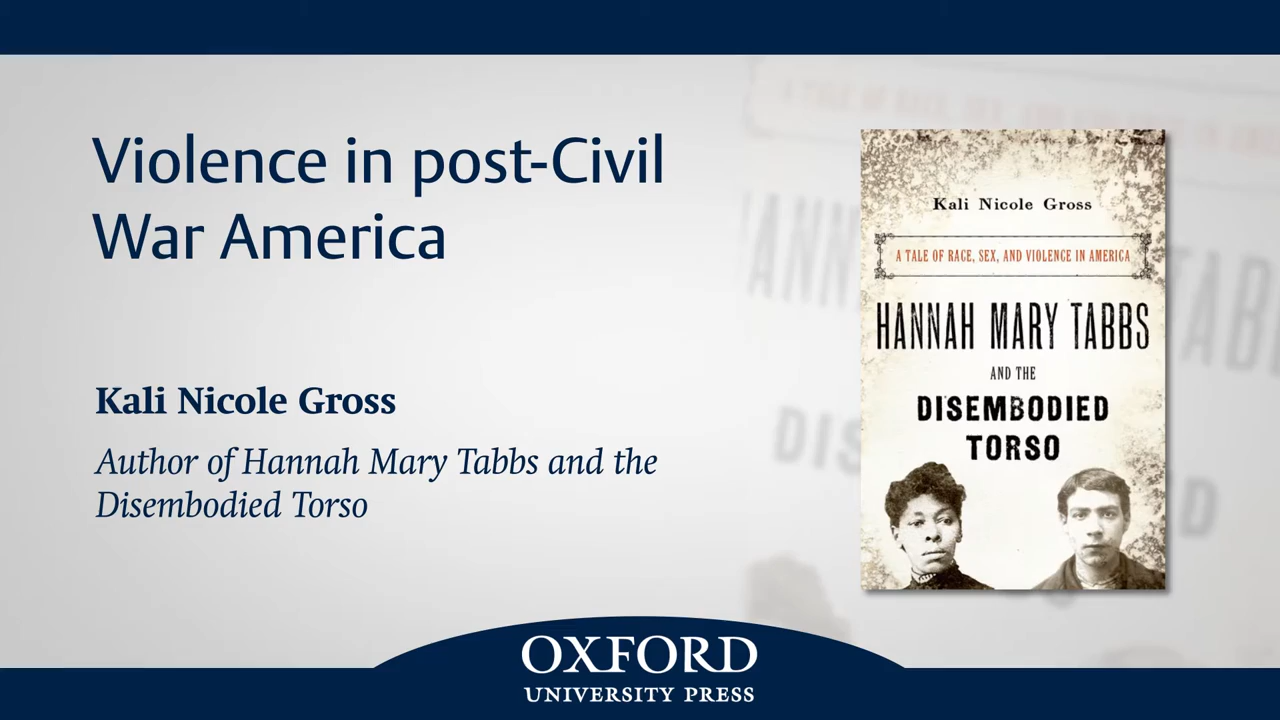 Violence in post-Civil
War America
Kali Nicole Gross
Author of Hannah Mary Tabbs and the
Disembodied Torso
Kali Nicole Gross
A TALE OF RACE, SEX, AND VIOLENCE IN AMERICA
HANNAH MARY TABBS
AND THE
DISEMBODIED
TORSO
OXFORD
UNIVERSITY PRESS